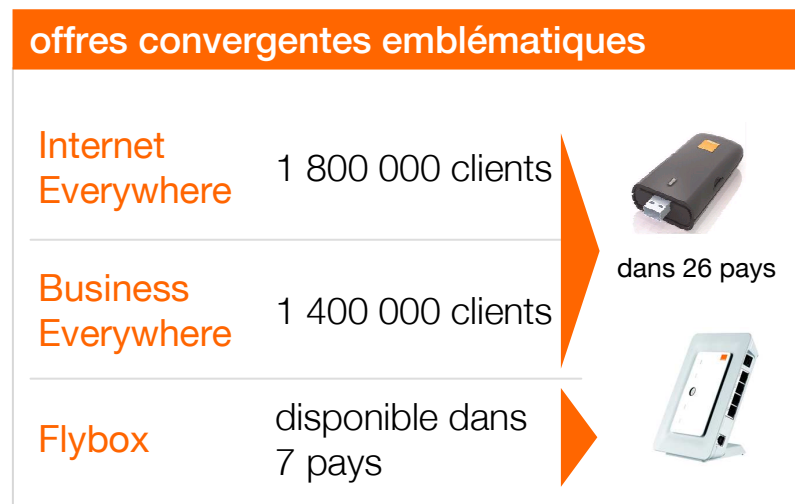 offres convergentes emblématiques
Internet
Everywhere
1 800 000 clients
dans 26 pays
Business
Everywhere
1 400 000 clients
Flybox
disponible dans
7 pays